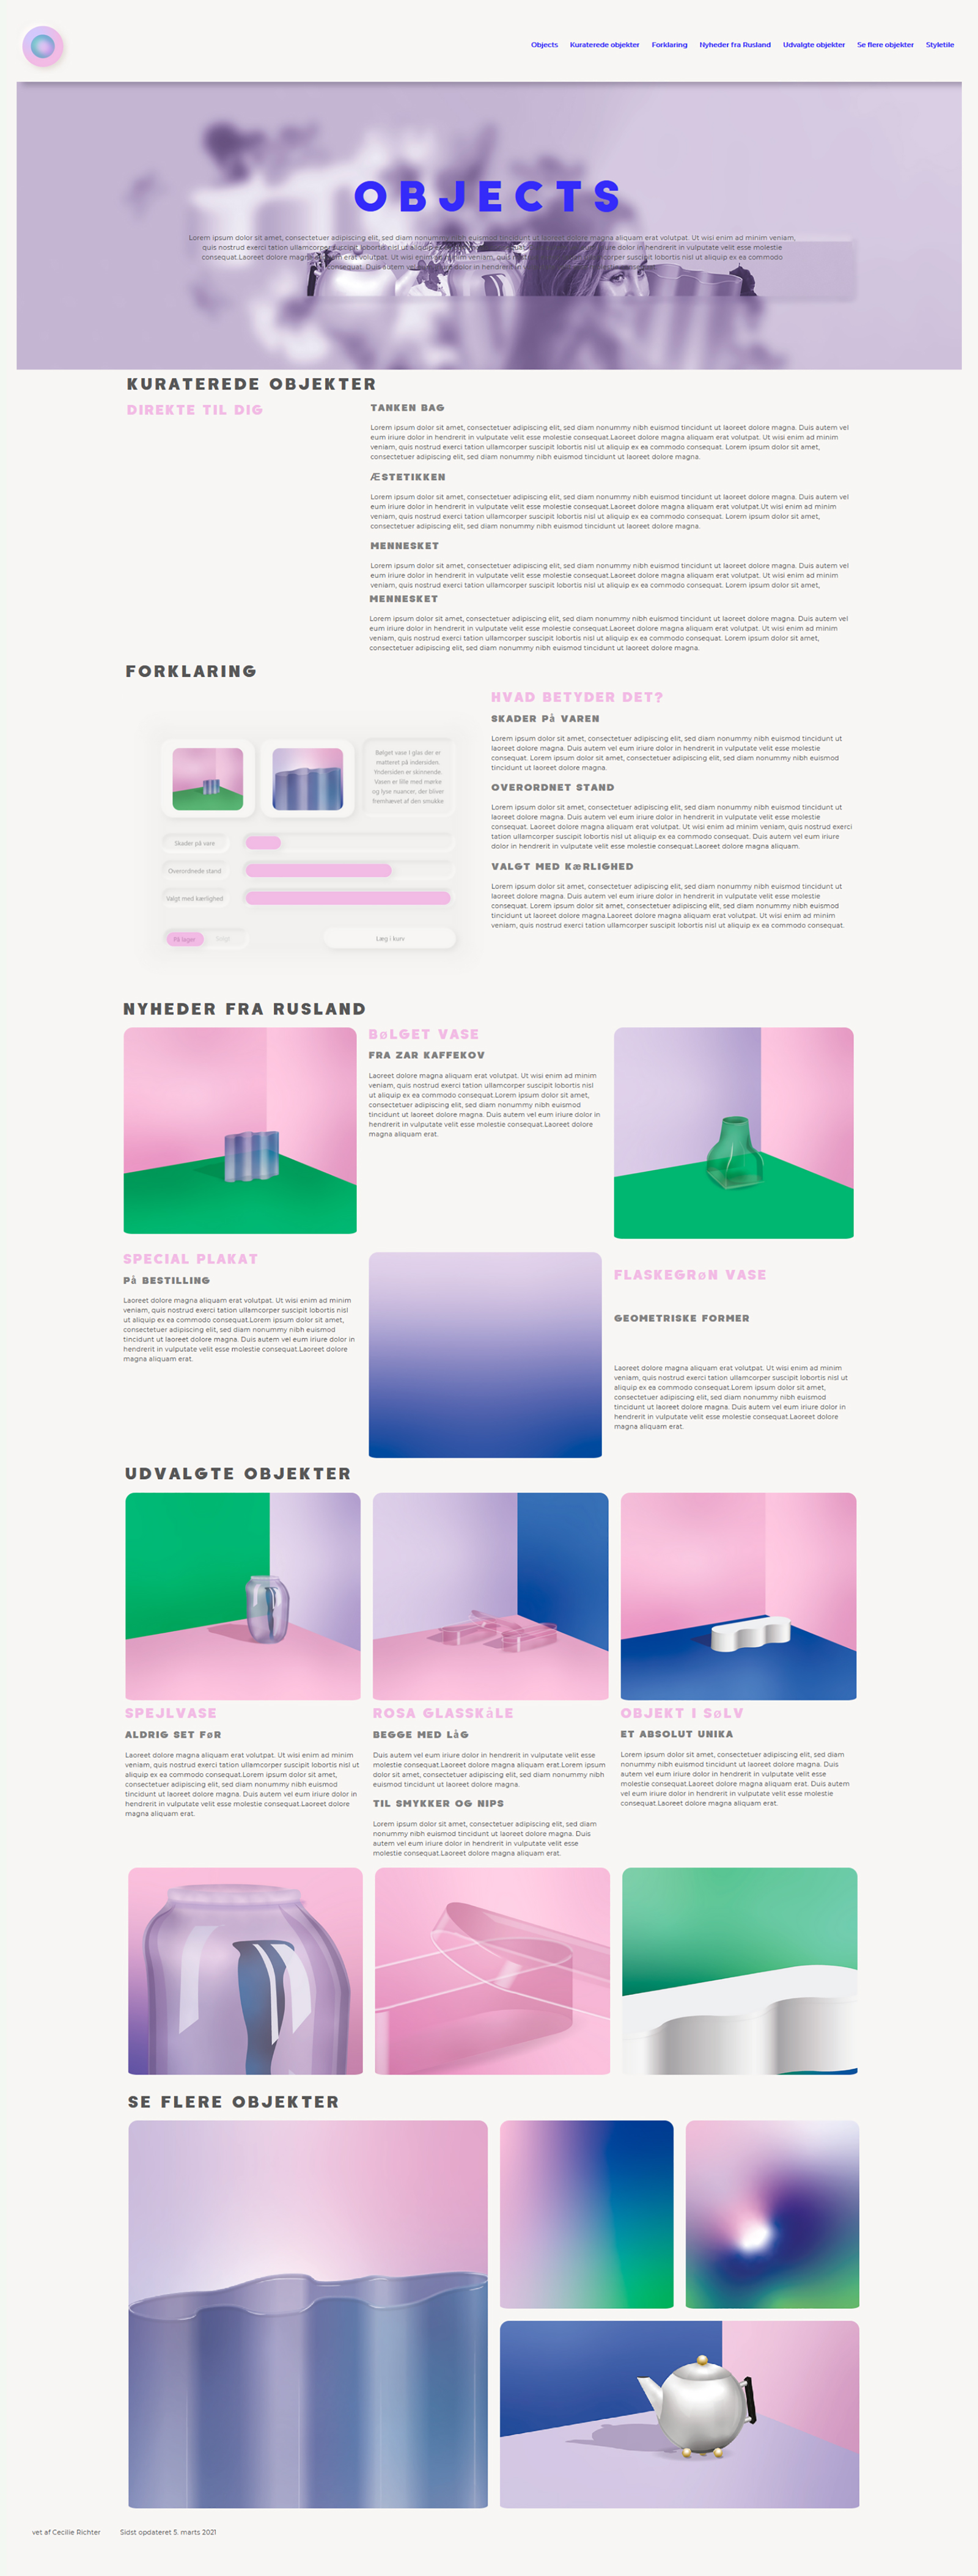 Objects Kuraterede objekter Forklaring Nyheder fra Rusland Udvalgte objekter Se flere objekter Styletile
OBJECTS
Lorem ipsum dolor sit amet, consectetuer adipiscing elit, sed diam nonummy nibh euismod tincidunt ut laoreet dolore magna aliquam erat volutpat. Ut wisi enim ad minim veniam,
quis nostrud exerci tation ullamcorper suscipit lobortis nisl ut aliquip dolor in hendrerit in vulputate velit esse molestie
consequat.Laoreet dolore erat volutpat. Ut wisi enim ad minim veniam, quis suscipit lobortis nisl ut aliquip ex ea commodo
consequat. Duis autem vel dolor in hendrerit in
KURATEREDE OBJEKTER
DIREKTE TIL DIG
TANKEN BAG
Lorem ipsum dolor sit amet, consectetuer adipiscing elit, sed diam nonummy nibh euismod tincidunt ut laoreet dolore magna. Duis autem vel
eum iriure dolor in hendrerit in vulputate velit esse molestie consequat.Laoreet dolore magna aliquam erat volutpat. Ut wisi enim ad minim
veniam, quis nostrud exerci tation ullamcorper suscipit lobortis nisl ut aliquip ex ea commodo consequat. Lorem ipsum dolor sit amet,
consectetuer adipiscing elit, sed diam nonummy nibh euismod tincidunt ut laoreet dolore magna.
ÆSTETIKKEN
Lorem ipsum dolor sit amet, consectetuer adipiscing elit, sed diam nonummy nibh euismod tincidunt ut laoreet dolore magna. Duis autem vel
eum iriure dolor in hendrerit in vulputate velit esse molestie consequat.Laoreet dolore magna aliquam erat volutpat.Ut wisi enim ad minim
veniam, quis nostrud exerci tation ullamcorper suscipit lobortis nisl ut aliquip ex ea commodo consequat. Lorem ipsum dolor sit amet,
consectetuer adipiscing elit, sed diam nonummy nibh euismod tincidunt ut laoreet dolore magna.
MENNESKET
Lorem ipsum dolor sit amet, consectetuer adipiscing elit, sed diam nonummy nibh euismod tincidunt ut laoreet dolore magna. Duis autem vel
eum iriure dolor in hendrerit in vulputate velit esse molestie consequat.Laoreet dolore magna aliquam erat volutpat. Ut wisi enim ad minim
veniam, quis nostrud exerci tation ullamcorper suscipit lobortis nisl ut aliquip ex ea commodo consequat. Lorem ipsum dolor sit amet,
MENNESKET
Lorem ipsum dolor sit amet, consectetuer adipiscing elit, sed diam nonummy nibh euismod tincidunt ut laoreet dolore magna. Duis autem vel
eum iriure dolor in hendrerit in vulputate velit esse molestie consequat.Laoreet dolore magna aliquam erat volutpat. Ut wisi enim ad minim
veniam, quis nostrud exerci tation ullamcorper suscipit lobortis nisl ut aliquip ex ea commodo consequat. Lorem ipsum dolor sit amet,
consectetuer adipiscing elit, sed diam nonummy nibh euismod tincidunt ut laoreet dolore magna.
FORKLARING
Bølget vase I glas der er
matteret på indersiden.
Yndersiden er skinnende.
Vasen er lille med mørke
og lyse nuancer, der bliver
fremhævet af den smukke
Skader på vare
Overordnede stand
Valgt med kærlighed
På lager Solgt
Læg i kurv
HVAD BETYDER DET?
SKADER På VAREN
Lorem ipsum dolor sit amet, consectetuer adipiscing elit, sed diam nonummy nibh euismod tincidunt ut
laoreet dolore magna. Duis autem vel eum iriure dolor in hendrerit in vulputate velit esse molestie
consequat. Lorem ipsum dolor sit amet, consectetuer adipiscing elit, sed diam nonummy nibh euismod
tincidunt ut laoreet dolore magna.
OVERORDNET STAND
Lorem ipsum dolor sit amet, consectetuer adipiscing elit, sed diam nonummy nibh euismod tincidunt ut
laoreet dolore magna. Duis autem vel eum iriure dolor in hendrerit in vulputate velit esse molestie
consequat. Laoreet dolore magna aliquam erat volutpat. Ut wisi enim ad minim veniam, quis nostrud exerci
tation ullamcorper suscipit lobortis nisl ut aliquip ex ea commodo consequat. Lorem ipsum dolor sit amet,
consectetuer adipiscing elit, sed diam nonummy nibh euismod tincidunt ut laoreet dolore magna aliquam.
VALGT MED KæRLIGHED
Lorem ipsum dolor sit amet, consectetuer adipiscing elit, sed diam nonummy nibh euismod tincidunt ut
laoreet dolore magna. Duis autem vel eum iriure dolor in hendrerit in vulputate velit esse molestie
consequat. Lorem ipsum dolor sit amet, consectetuer adipiscing elit, sed diam nonummy nibh euismod
tincidunt ut laoreet dolore magna. Laoreet dolore magna aliquam erat volutpat. Ut wisi enim ad minim
veniam, quis nostrud exerci tation ullamcorper suscipit lobortis nisl ut aliquip ex ea commodo consequat.
NYHEDER FRA RUSLAND
BøLGET VASE
FRA ZAR KAFFEKOV
Laoreet dolore magna aliquam erat volutpat. Ut wisi enim ad minim
veniam, quis nostrud exerci tation ullamcorper suscipit lobortis nisl
ut aliquip ex ea commodo consequat.Lorem ipsum dolor sit amet,
consectetuer adipiscing elit, sed diam nonummy nibh euismod
tincidunt ut laoreet dolore magna. Duis autem vel eum iriure dolor in
hendrerit in vulputate velit esse molestie consequat.Laoreet dolore
magna aliquam erat.
SPECIAL PLAKAT
På BESTILLING
Laoreet dolore magna aliquam erat volutpat. Ut wisi enim ad minim
veniam, quis nostrud exerci tation ullamcorper suscipit lobortis nisl
ut aliquip ex ea commodo consequat.Lorem ipsum dolor sit amet,
consectetuer adipiscing elit, sed diam nonummy nibh euismod
tincidunt ut laoreet dolore magna. Duis autem vel eum iriure dolor in
hendrerit in vulputate velit esse molestie consequat.Laoreet dolore
magna aliquam erat.
FLASKEGRøN VASE
GEOMETRISKE FORMER
Laoreet dolore magna aliquam erat volutpat. Ut wisi enim ad minim
veniam, quis nostrud exerci tation ullamcorper suscipit lobortis nisl ut
aliquip ex ea commodo consequat.Lorem ipsum dolor sit amet,
consectetuer adipiscing elit, sed diam nonummy nibh euismod
tincidunt ut laoreet dolore magna. Duis autem vel eum iriure dolor in
hendrerit in vulputate velit esse molestie consequat.Laoreet dolore
magna aliquam erat.
UDVALGTE OBJEKTER
SPEJLVASE
ALDRIG SET FøR
Laoreet dolore magna aliquam erat volutpat. Ut wisi enim ad minim
veniam, quis nostrud exerci tation ullamcorper suscipit lobortis nisl ut
aliquip ex ea commodo consequat.Lorem ipsum dolor sit amet,
consectetuer adipiscing elit, sed diam nonummy nibh euismod
tincidunt ut laoreet dolore magna. Duis autem vel eum iriure dolor in
hendrerit in vulputate velit esse molestie consequat.Laoreet dolore
magna aliquam erat.
ROSA GLASSKåLE
BEGGE MED LåG
Duis autem vel eum iriure dolor in hendrerit in vulputate velit esse
molestie consequat.Laoreet dolore magna aliquam erat.Lorem ipsum
dolor sit amet, consectetuer adipiscing elit, sed diam nonummy nibh
euismod tincidunt ut laoreet dolore magna.
TIL SMYKKER OG NIPS
Lorem ipsum dolor sit amet, consectetuer adipiscing elit, sed diam
nonummy nibh euismod tincidunt ut laoreet dolore magna. Duis
autem vel eum iriure dolor in hendrerit in vulputate velit esse
molestie consequat.Laoreet dolore magna aliquam erat.
OBJEKT I SøLV
ET ABSOLUT UNIKA
Lorem ipsum dolor sit amet, consectetuer adipiscing elit, sed diam
nonummy nibh euismod tincidunt ut laoreet dolore magna. Duis
autem vel eum iriure dolor in hendrerit in vulputate velit esse
molestie consequat.Laoreet dolore magna aliquam erat. Duis autem
vel eum iriure dolor in hendrerit in vulputate velit esse molestie
consequat.Laoreet dolore magna aliquam erat.
SE FLERE OBJEKTER
vet af Cecilie Richter Sidst opdateret 5. marts 2021